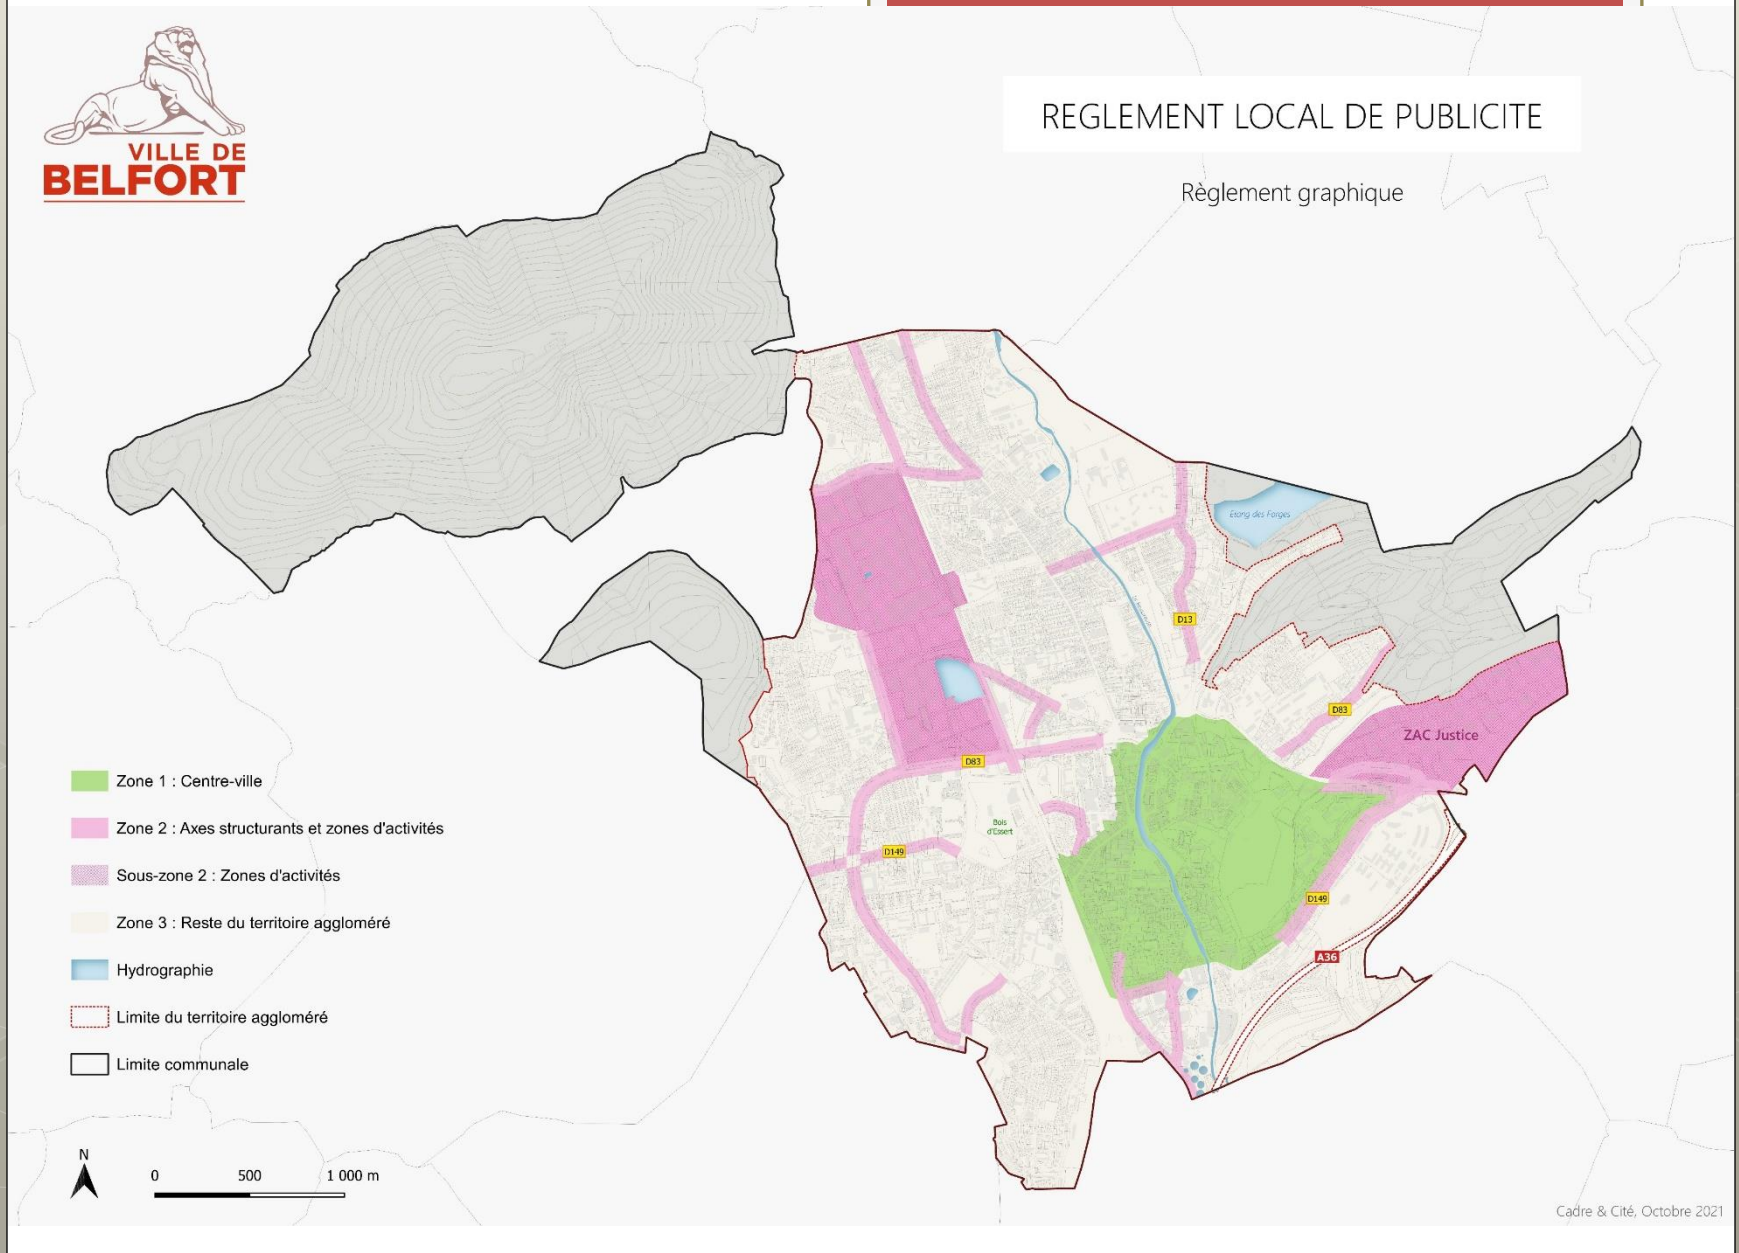 VILLE DE
BELFORT
REGLEMENT LOCAL DE PUBLICITE
Règlement graphique
Etang des Forges
D13
D83
ZAC Justice
D83
Bois
d'Essert
D149
D149
A36
Zone 1 : Centre-ville
Zone 2 : Axes structurants et zones d'activités
Sous-zone 2 : Zones d'activités
Zone 3 : Reste du territoire aggloméré
Hydrographie
Limite du territoire aggloméré
Limite communale
N
0 500 1 000 m
Cadre & Cité, Octobre 2021